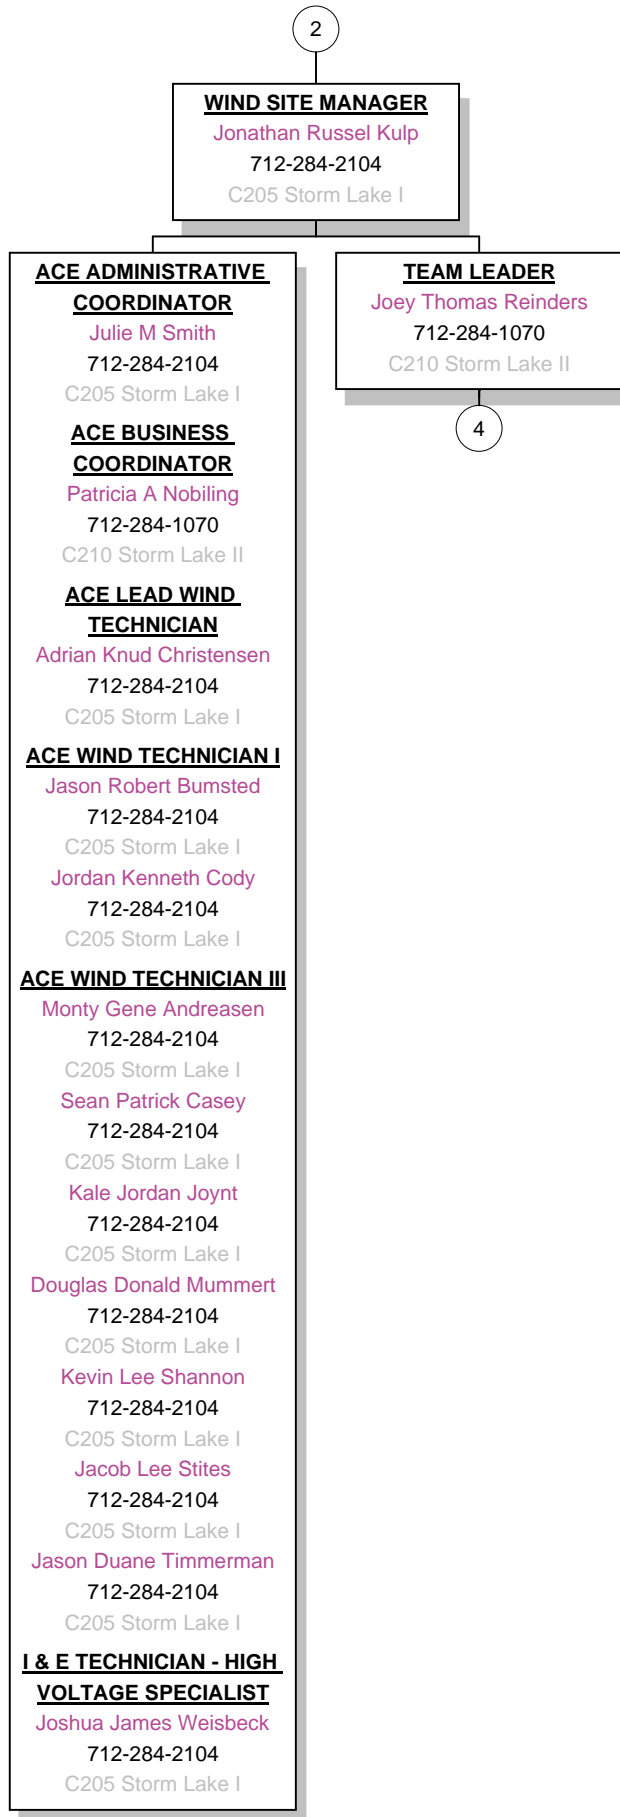 2
WIND SITE MANAGER
Jonathan Russel Kulp
712-284-2104
C205 Storm Lake I
ACE ADMINISTRATIVE
COORDINATOR
Julie M Smith
712-284-2104
C205 Storm Lake I
ACE BUSINESS
COORDINATOR
Patricia A Nobiling
712-284-1070
C210 Storm Lake II
ACE LEAD WIND
TECHNICIAN
Adrian Knud Christensen
712-284-2104
C205 Storm Lake I
ACE WIND TECHNICIAN I
Jason Robert Bumsted
712-284-2104
C205 Storm Lake I
Jordan Kenneth Cody
712-284-2104
C205 Storm Lake I
ACE WIND TECHNICIAN III
Monty Gene Andreasen
712-284-2104
C205 Storm Lake I
Sean Patrick Casey
712-284-2104
C205 Storm Lake I
Kale Jordan Joynt
712-284-2104
C205 Storm Lake I
Douglas Donald Mummert
712-284-2104
C205 Storm Lake I
Kevin Lee Shannon
712-284-2104
C205 Storm Lake I
Jacob Lee Stites
712-284-2104
C205 Storm Lake I
Jason Duane Timmerman
712-284-2104
C205 Storm Lake I
I & E TECHNICIAN - HIGH
VOLTAGE SPECIALIST
Joshua James Weisbeck
712-284-2104
C205 Storm Lake I
TEAM LEADER
Joey Thomas Reinders
712-284-1070
C210 Storm Lake II
4